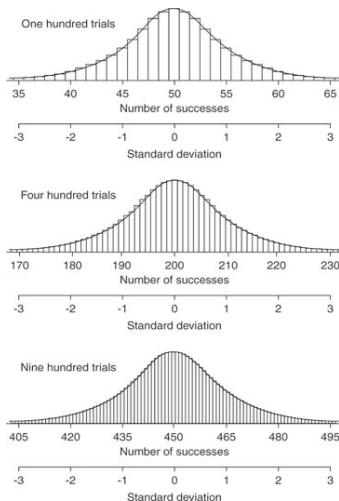 One hundred trials
35 40 45 50 55 60 65
Number of successes
-3 -2 -1 0 1 2 3
Standard deviation
Four hundred trials
170 180 190 200 210 220 230
Number of successes
-3 -2 -1 0 1 2 3
Standard deviation
Nine hundred trials
405 420 435 450 465 480 495
Number of successes
-3 -2 -1 0 1 2 3
Standard deviation